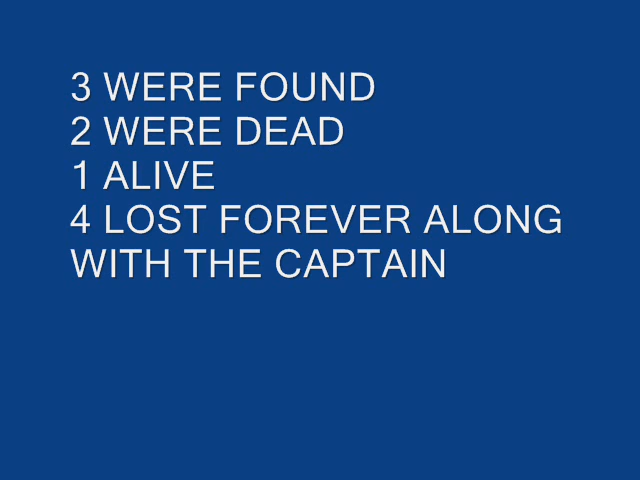 3 WERE FOUND
2 WERE DEAD
1 ALIVE
4 LOST FOREVER ALONG
WITH THE CAPTAIN